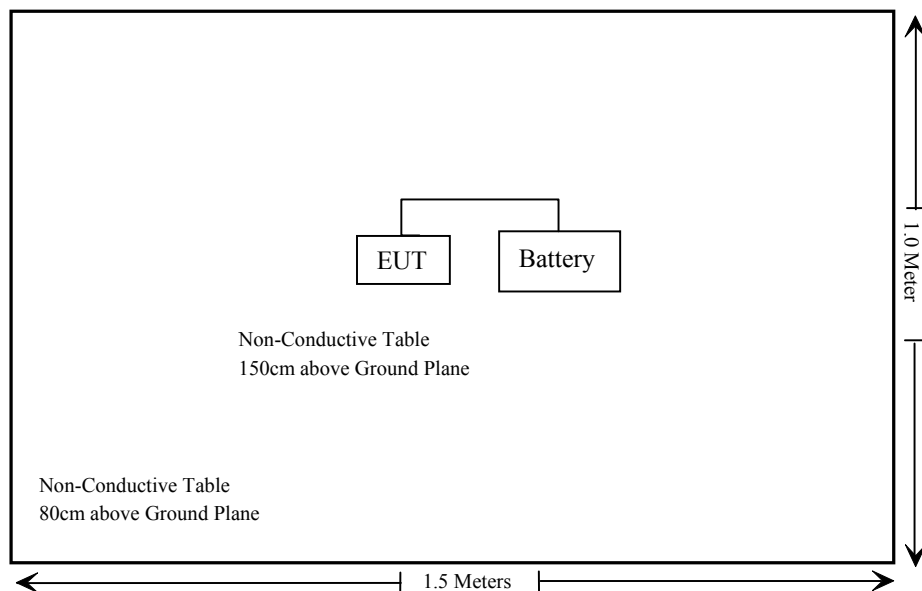 EUT
Battery
Non-Conductive Table
150cm above Ground Plane
Non-Conductive Table
80cm above Ground Plane
1.0 Meter
1.5 Meters